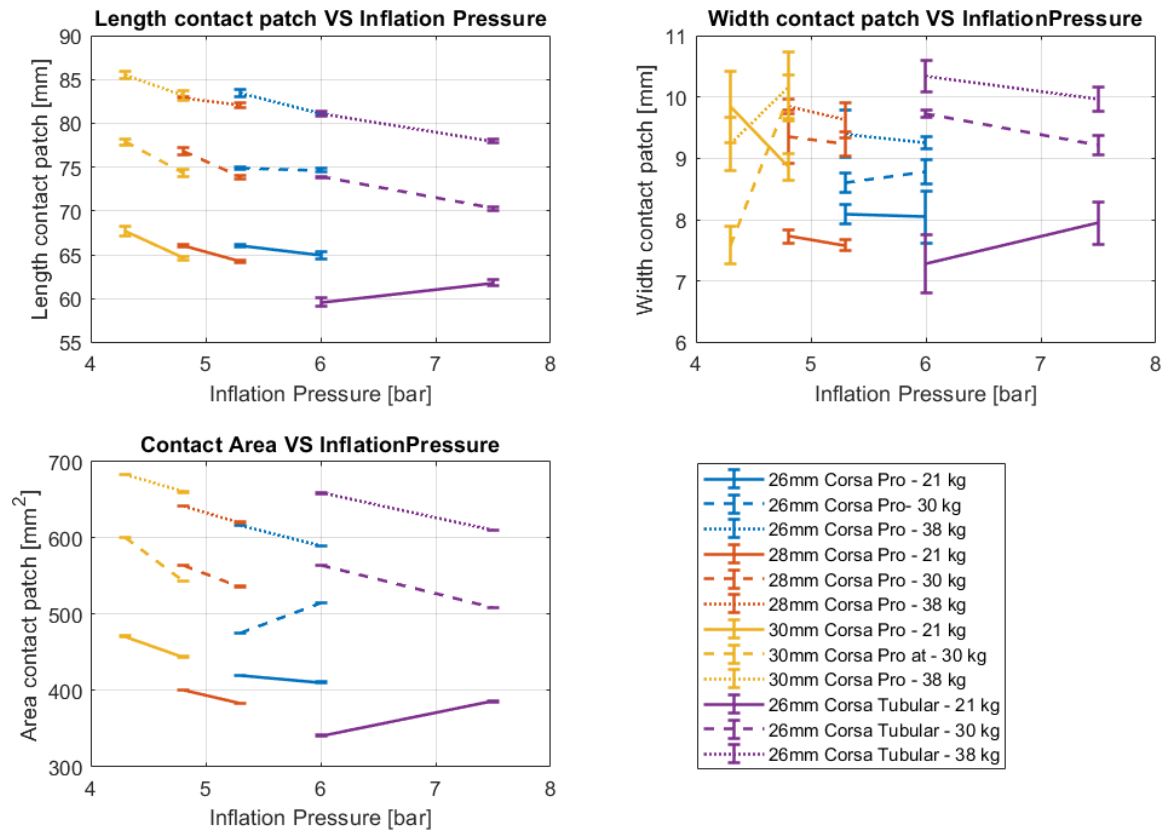 Length contact patch VS Inflation Pressure
Length contact patch [mm]
90
85
80
75
70
65
60
55
4 5 6 7 8
Inflation Pressure [bar]
Width contact patch VS InflationPressure
Width contact patch [mm]
11
10
9
8
7
6
4 5 6 7 8
Inflation Pressure [bar]
Contact Area VS InflationPressure
Area contact patch [mm2]
700
600
500
400
300
4 5 6 7 8
Inflation Pressure [bar]
26mm Corsa Pro - 21 kg
26mm Corsa Pro- 30 kg
26mm Corsa Pro - 38 kg
28mm Corsa Pro - 21 kg
28mm Corsa Pro - 30 kg
28mm Corsa Pro - 38 kg
30mm Corsa Pro - 21 kg
30mm Corsa Pro at - 30 kg
30mm Corsa Pro - 38 kg
26mm Corsa Tubular - 21 kg
26mm Corsa Tubular - 30 kg
26mm Corsa Tubular - 38 kg